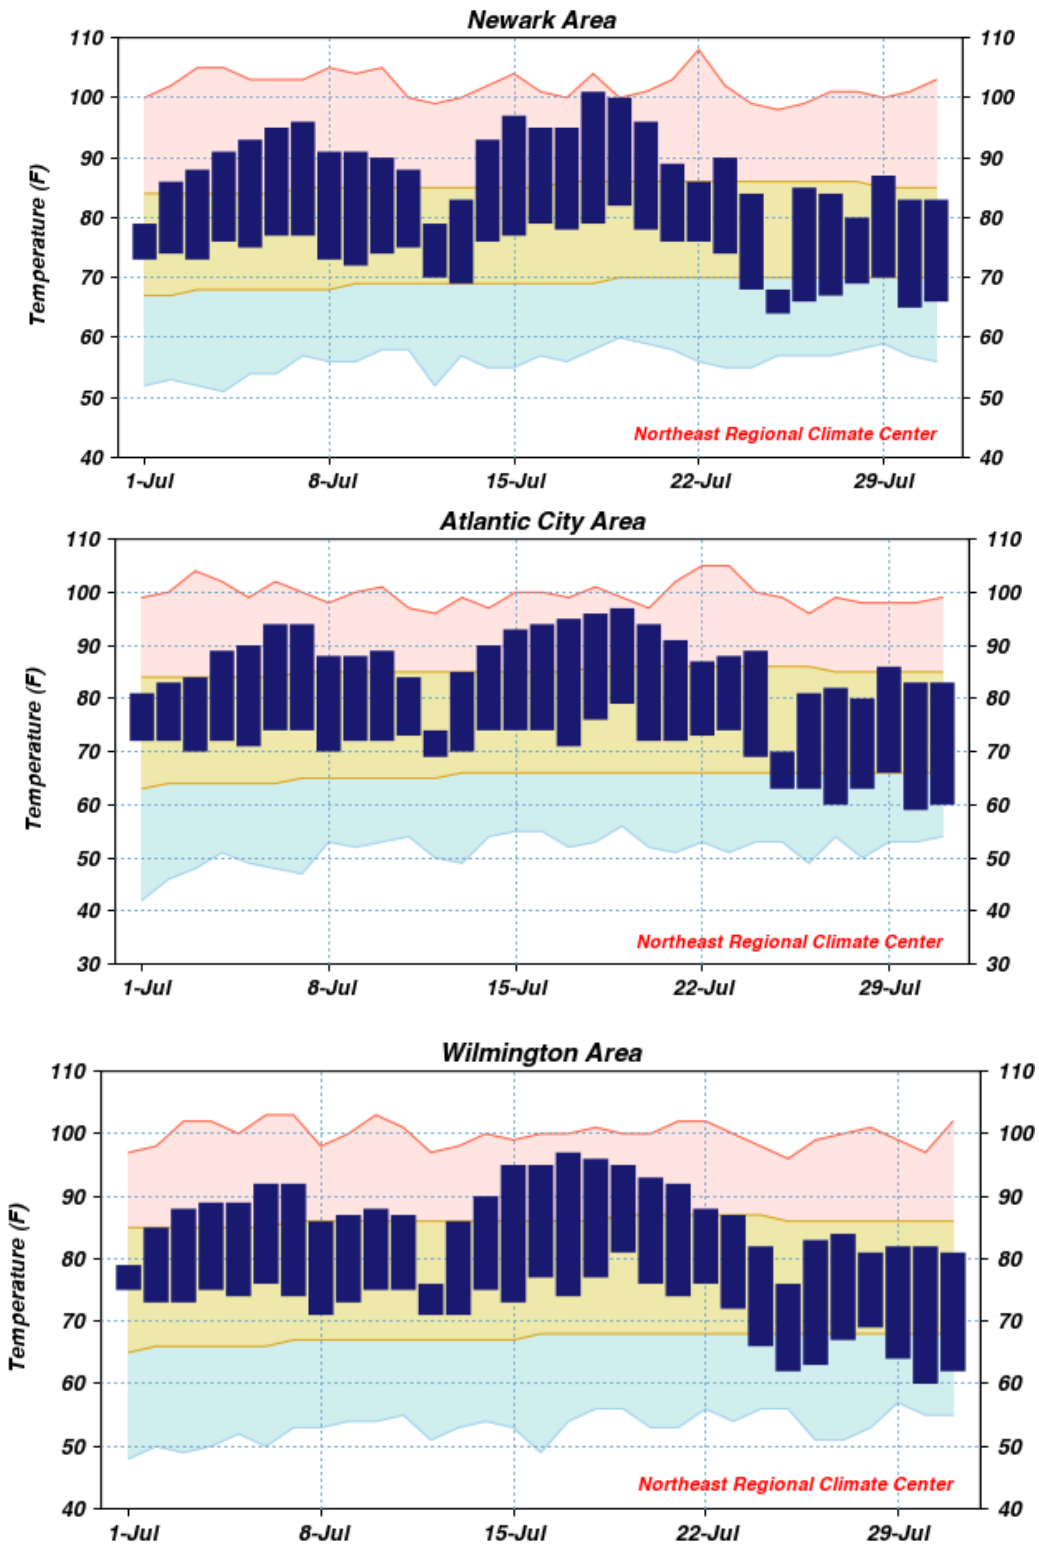 Newark Area
110 110
100 100
90 90
80 80
70 70
60 60
50 50
40 40
Temperature (F)
Northeast Regional Climate Center
1-Jul 8-Jul 15-Jul 22-Jul 29-Jul
Atlantic City Area
110 110
100 100
90 90
80 80
70 70
60 60
50 50
40 40
30 30
Temperature (F)
Northeast Regional Climate Center
1-Jul 8-Jul 15-Jul 22-Jul 29-Jul
Wilmington Area
110 110
100 100
90 90
80 80
70 70
60 60
50 50
40 40
Temperature (F)
Northeast Regional Climate Center
1-Jul 8-Jul 15-Jul 22-Jul 29-Jul